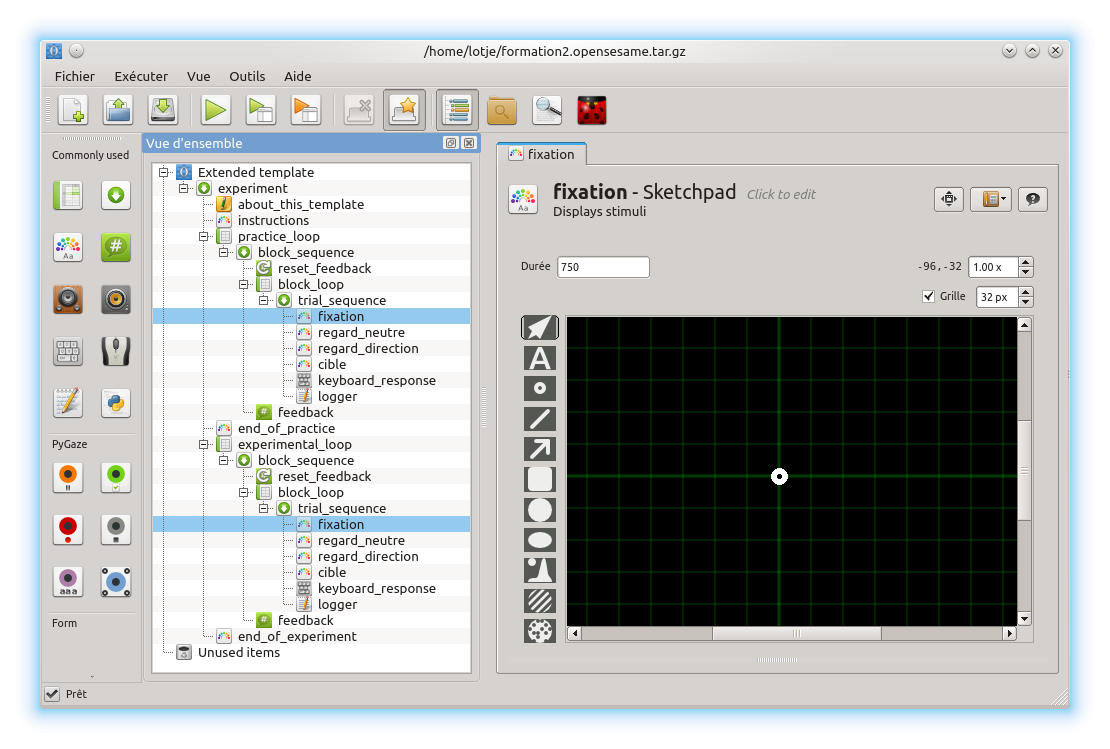 /home/lotje/formation2.opensesame.tar.gz
Fichier Exécuter Vue Outils Aide
Commonly used
PyGaze
aaa
Form
Vue d'ensemble
Extended template
experiment
about_this_template
instructions
practice_loop
block_sequence
reset_feedback
block_loop
trial_sequence
fixation
regard_neutre
regard_direction
cible
keyboard_response
logger
feedback
end_of_practice
experimental_loop
block_sequence
reset_feedback
block_loop
trial_sequence
fixation
regard_neutre
regard_direction
cible
keyboard_response
logger
feedback
end_of_experiment
Unused items
fixation
fixation - Sketchpad Click to edit
Displays stimuli
Durée 750 -96,-32 1.00 x
Grille 32 px
A
Prêt